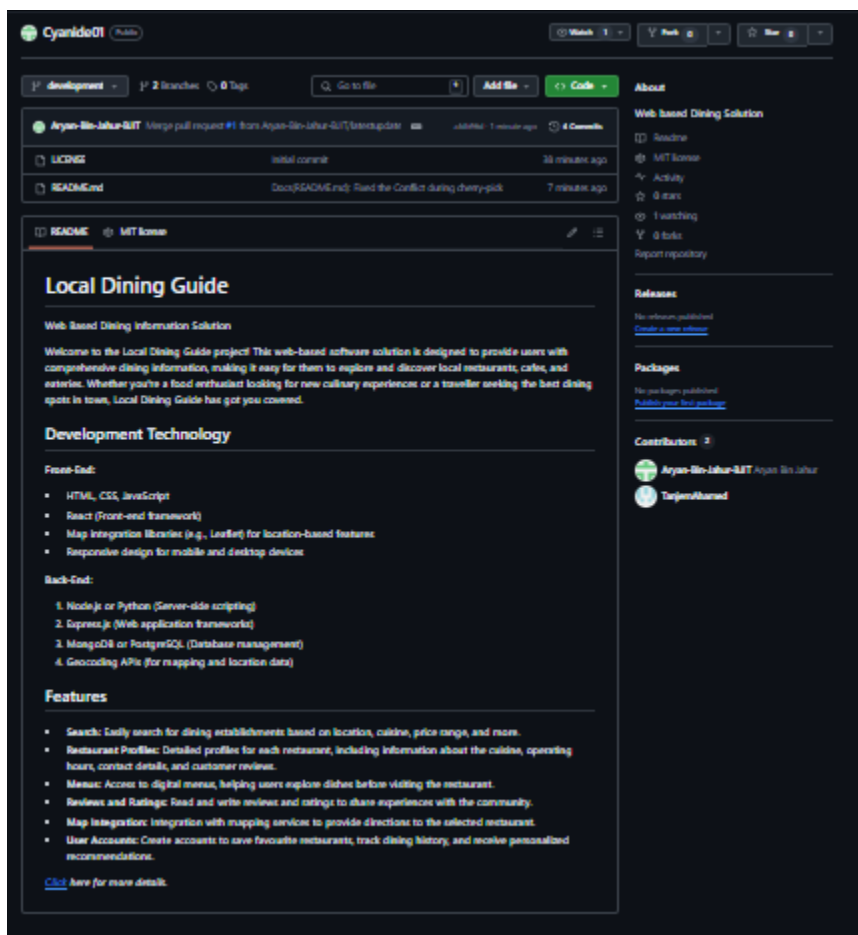 Cyanide01 Public
Watch 1
Fork 0
Star 0
development
2 Branches
0 Tags
Go to file
Add file
Code
Aryan-Bin-Jahur-BJIT Merge pull request #1 from Aryan-Bin-Jahur-BJIT/latestupdate
1 minute ago
4 Commits
LICENSE
Initial commit
38 minutes ago
README.md
Docs(README.md): Fixed the Conflict during cherry-pick
7 minutes ago
README
MIT license
Local Dining Guide
Web Based Dining Information Solution
Welcome to the Local Dining Guide project! This web-based software solution is designed to provide users with
comprehensive dining information, making it easy for them to explore and discover local restaurants, cafes, and
eateries. Whether you're a food enthusiast looking for new culinary experiences or a traveller seeking the best dining
spots in town, Local Dining Guide has got you covered.
Development Technology
Front-End:
HTML, CSS, JavaScript
React (Front-end framework)
Map integration libraries (e.g., Leaflet) for location-based features
Responsive design for mobile and desktop devices
Back-End:
1. Node.js or Python (Server-side scripting)
2. Express.js (Web application frameworks)
3. MongoDB or PostgreSQL (Database management)
4. Geocoding APIs (for mapping and location data)
Features
Search: Easily search for dining establishments based on location, cuisine, price range, and more.
Restaurant Profiles: Detailed profiles for each restaurant, including information about the cuisine, operating
hours, contact details, and customer reviews.
Menus: Access to digital menus, helping users explore dishes before visiting the restaurant.
Reviews and Ratings: Read and write reviews and ratings to share experiences with the community.
Map Integration: Integration with mapping services to provide directions to the selected restaurant.
User Accounts: Create accounts to save favourite restaurants, track dining history, and receive personalized
recommendations.
Click here for more details.
About
Web based Dining Solution
Readme
MIT license
Activity
0 stars
1 watching
0 forks
Report repository
Releases
No releases published
Create a new release
Packages
No packages published
Publish your first package
Contributors 2
Aryan-Bin-Jahur-BJIT Aryan Bin Jahur
TanjemAhamed